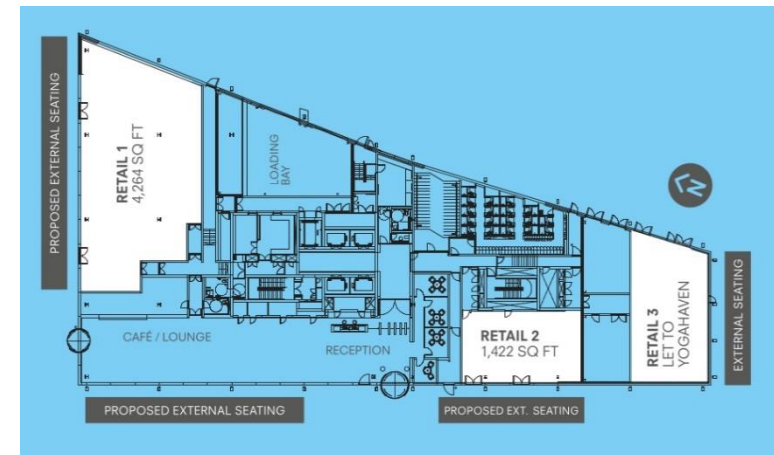 PROPOSED EXTERNAL SEATING
RETAIL 1
4,264 SQ FT
LOADING
BAY
N
CAFÉ / LOUNGE
RECEPTION
RETAIL 2
1,422 SQ FT
RETAIL 3
LET TO
YOGAHAVEN
EXTERNAL SEATING
PROPOSED EXTERNAL SEATING
PROPOSED EXT. SEATING